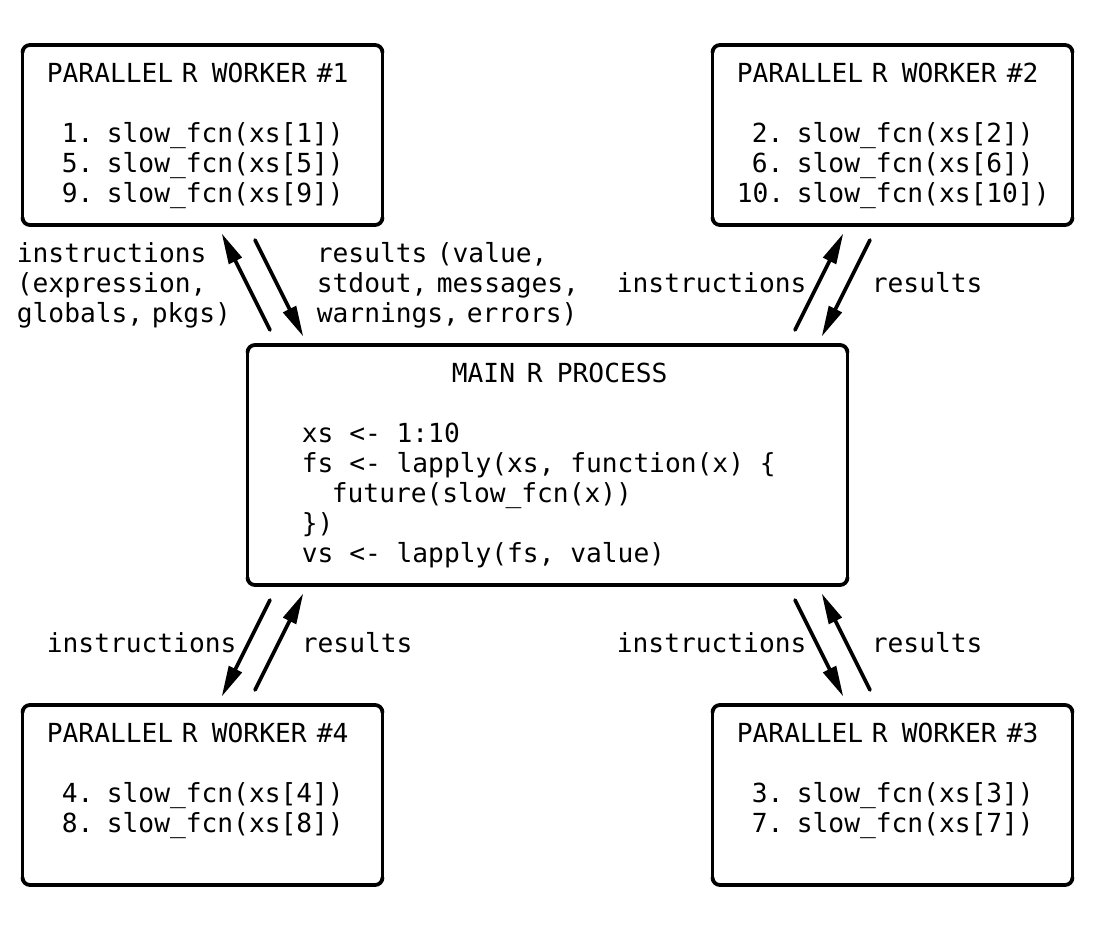 PARALLEL R WORKER #1
1. slow_fcn(xs[1])
5. slow_fcn(xs[5])
9. slow_fcn(xs[9])
PARALLEL R WORKER #2
2. slow_fcn(xs[2])
6. slow_fcn(xs[6])
10. slow_fcn(xs[10])
instructions
(expression,
globals, pkgs)
results (value,
stdout, messages,
warnings, errors)
instructions
results
MAIN R PROCESS
xs <- 1:10
fs <- lapply(xs, function(x) {
  future(slow_fcn(x))
})
vs <- lapply(fs, value)
instructions
results
instructions
results
PARALLEL R WORKER #4
4. slow_fcn(xs[4])
8. slow_fcn(xs[8])
PARALLEL R WORKER #3
3. slow_fcn(xs[3])
7. slow_fcn(xs[7])